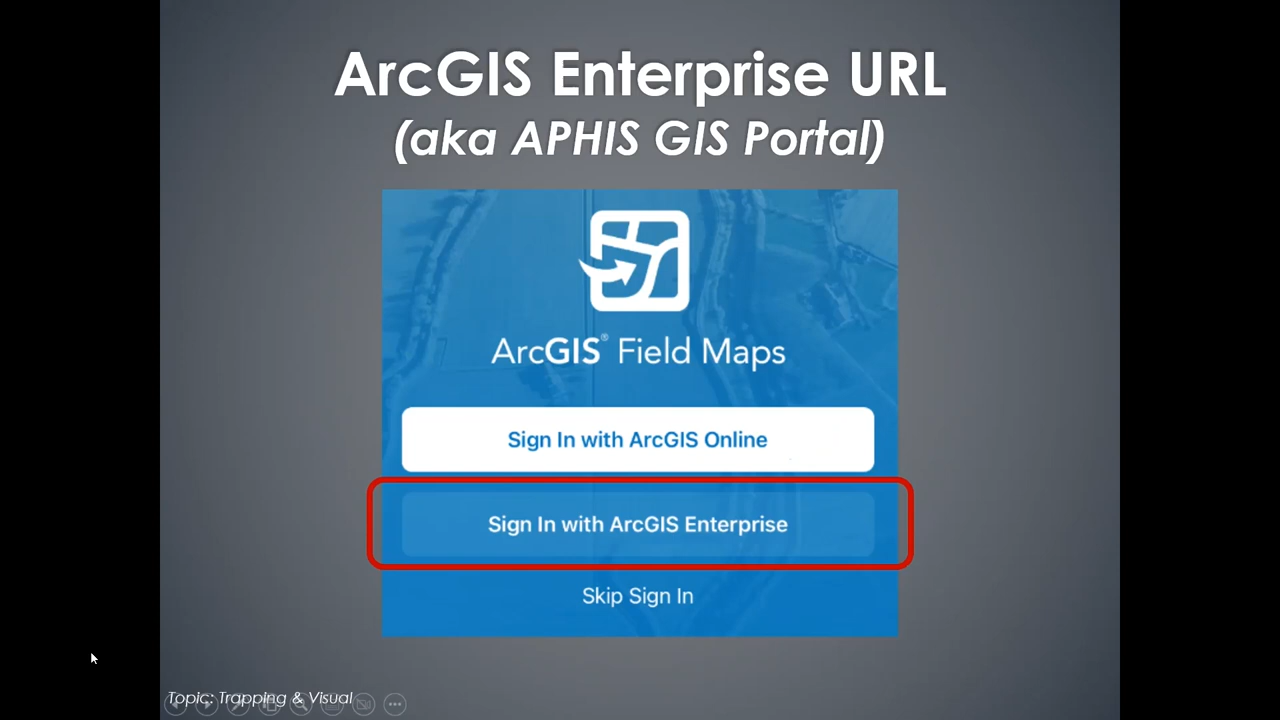 ArcGIS Enterprise URL
(aka APHIS GIS Portal)
ArcGIS® Field Maps
Sign In with ArcGIS Online
Sign In with ArcGIS Enterprise
Skip Sign In
Topic: Trapping & Visual